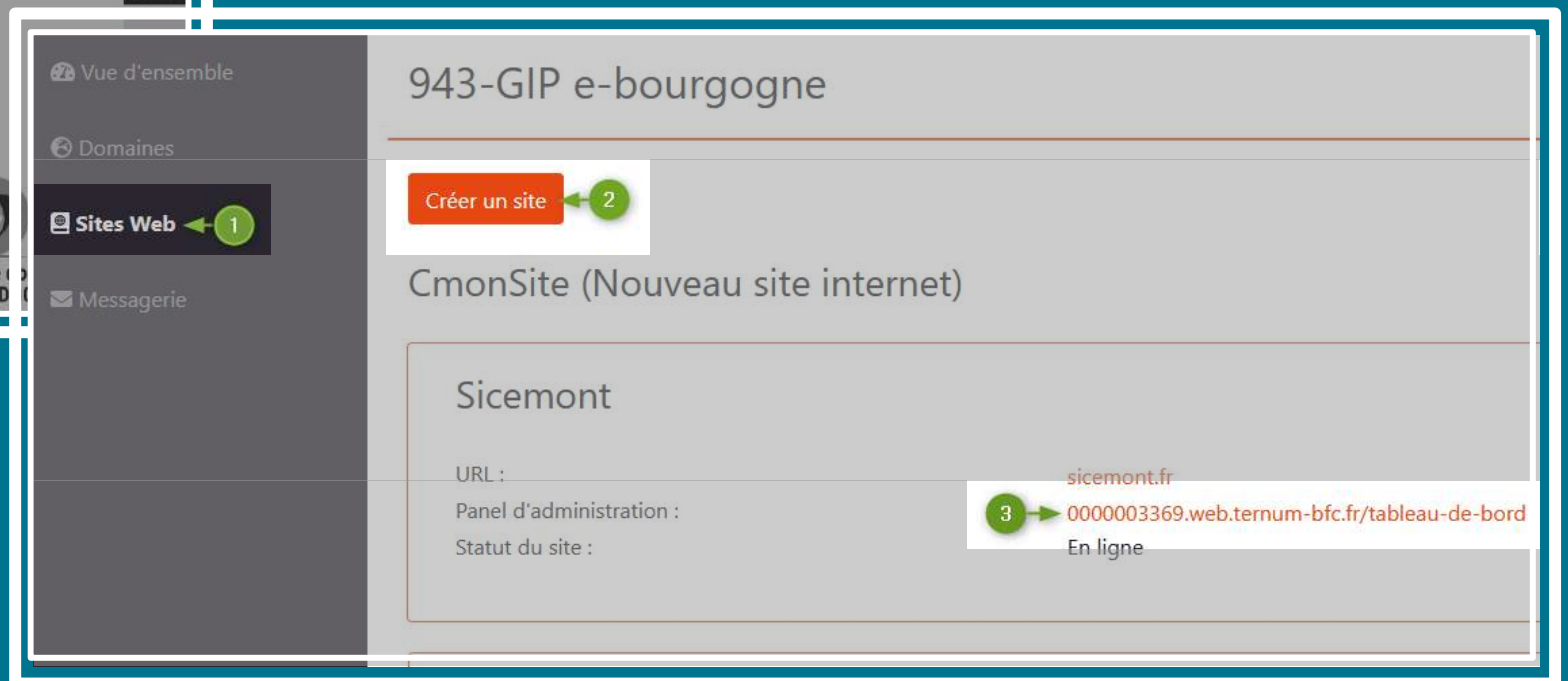 Vue d'ensemble
Domaines
Sites Web
1
Messagerie
943-GIP e-bourgogne
Créer un site
2
CmonSite (Nouveau site internet)
Sicemont
URL :
sicemont.fr
Panel d'administration :
3
0000003369.web.ternum-bfc.fr/tableau-de-bord
Statut du site :
En ligne